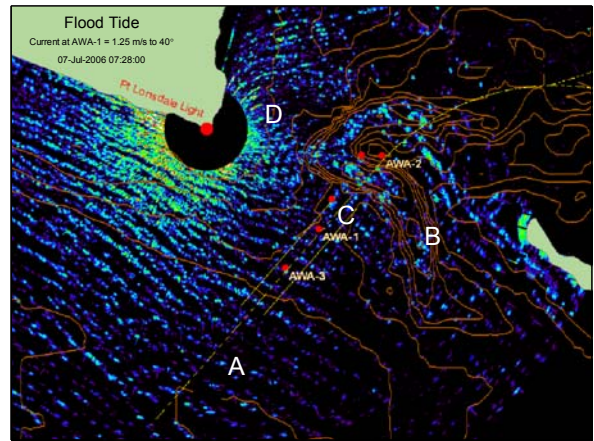 Flood Tide
Current at AWA-1 = 1.25 m/s to 40°
07-Jul-2006 07:28:00
Pt Lonsdale Light
D
AWA-2
C
AWA-1
B
AWA-3
A